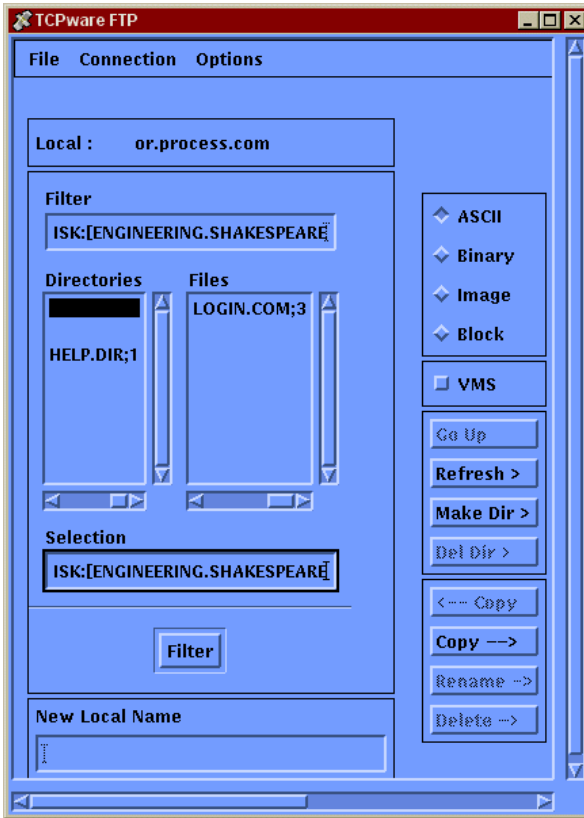 TCPware FTP
File Connection Options
Local : or.process.com
Filter
ISK:[ENGINEERING.SHAKESPEARE
Directories Files
LOGIN.COM;3
HELP.DIR;1
Selection
ISK:[ENGINEERING.SHAKESPEARE
Filter
New Local Name
ASCII
Binary
Image
Block
VMS
Go Up
Refresh >
Make Dir >
Del Dir >
<--- Copy
Copy -->
Rename -->
Delete -->